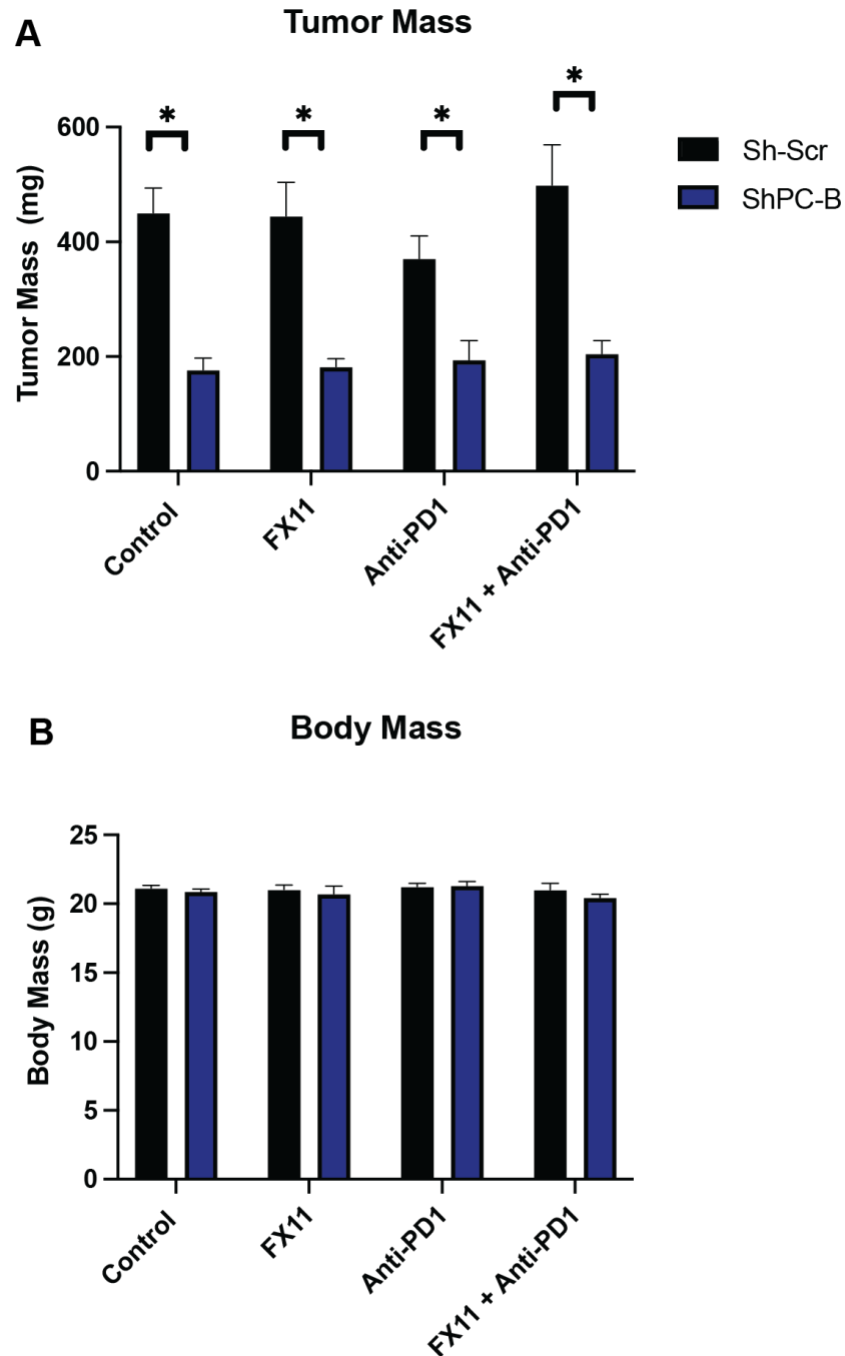 A
Tumor Mass
*
*
*
*
Sh-Scr
ShPC-B
Tumor Mass (mg)
600
400
200
0
Control
FX11
Anti-PD1
FX11 + Anti-PD1
B
Body Mass
Body Mass (g)
25
20
15
10
5
0
Control
FX11
Anti-PD1
FX11 + Anti-PD1